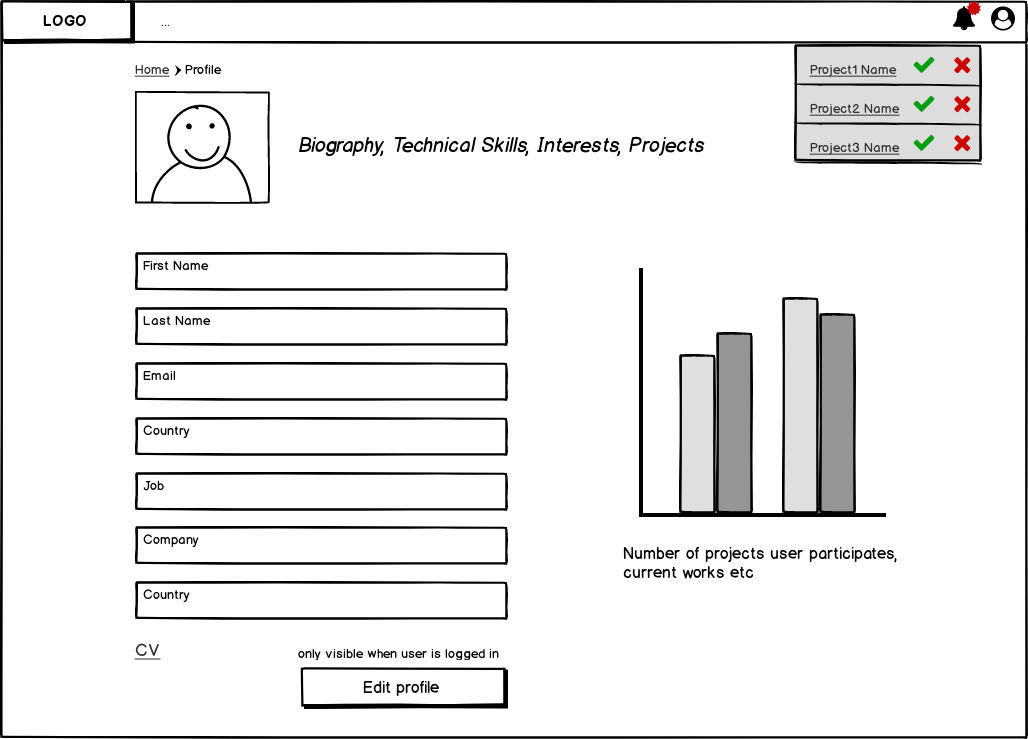 LOGO
...
Home > Profile
Project1 Name
Project2 Name
Project3 Name
Biography, Technical Skills, Interests, Projects
First Name
Last Name
Email
Country
Job
Company
Country
CV
only visible when user is logged in
Edit profile
Number of projects user participates,
current works etc